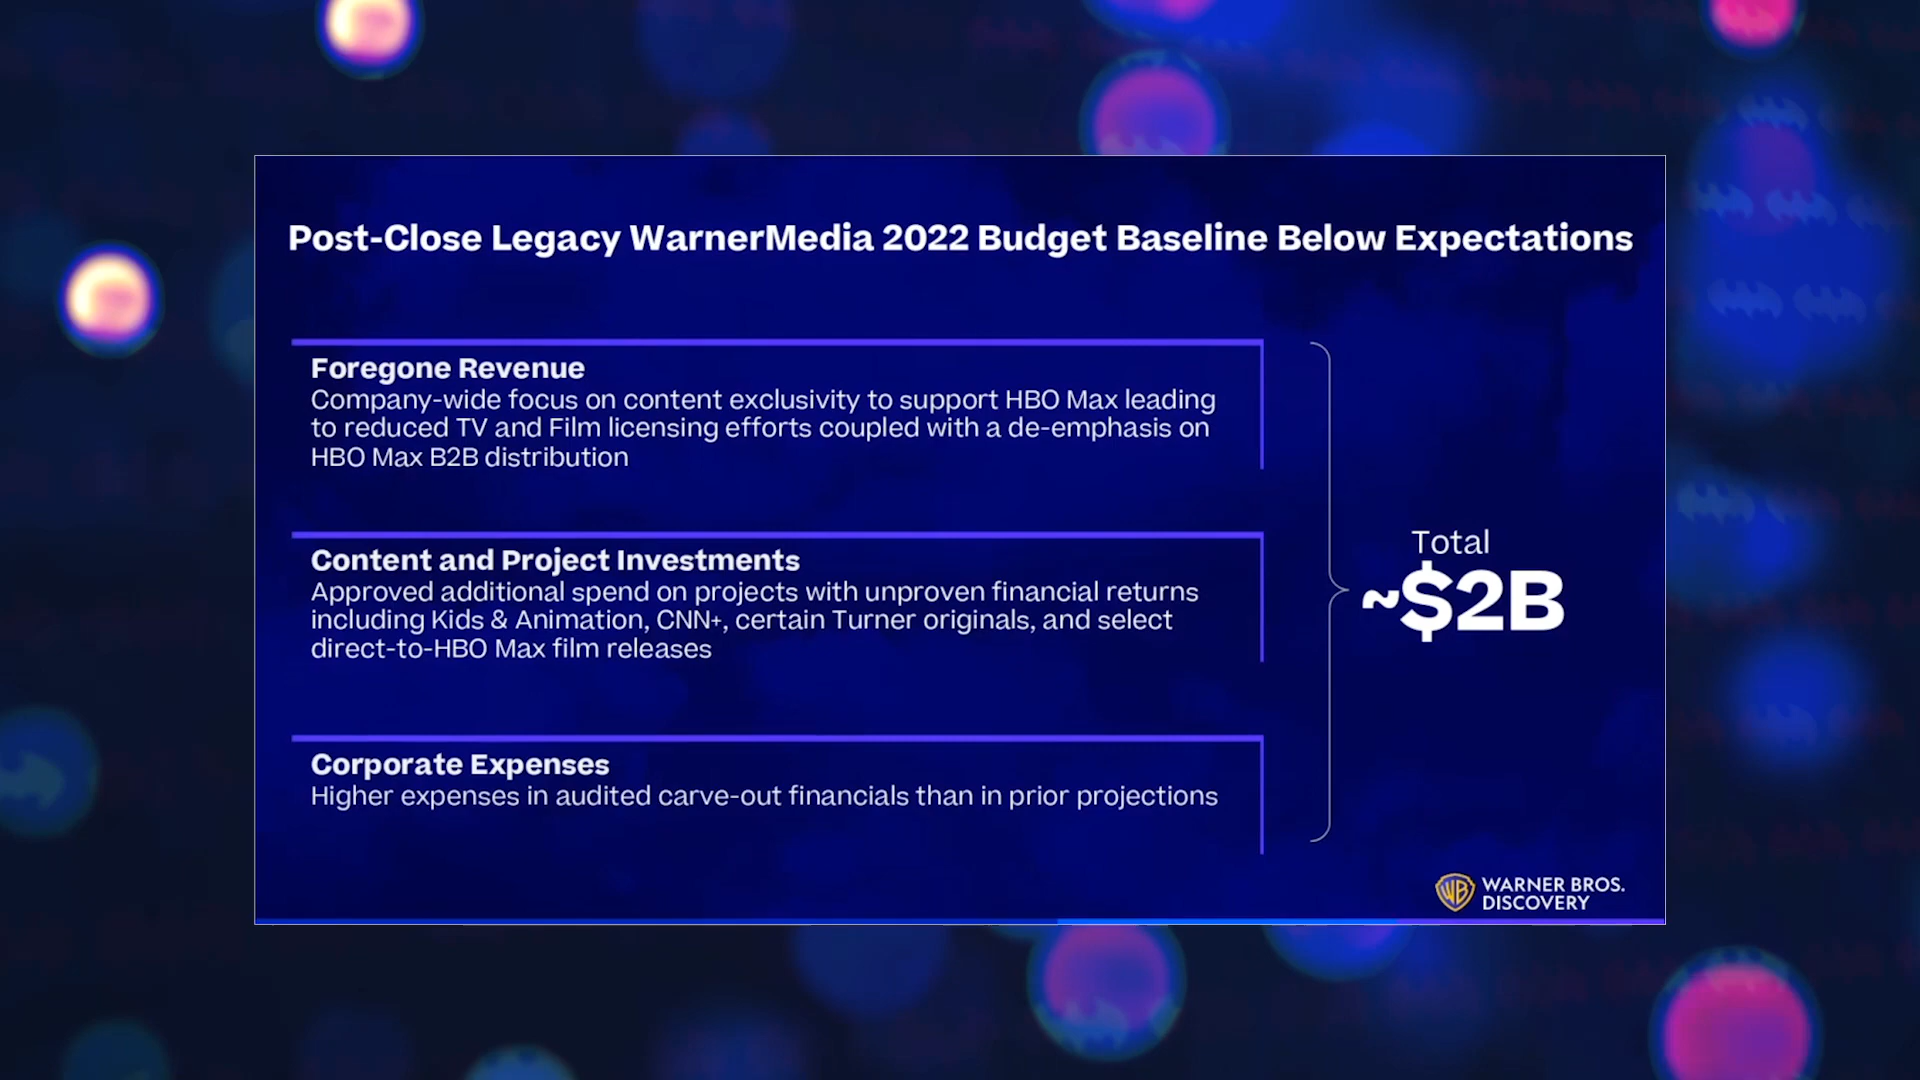 Post-Close Legacy WarnerMedia 2022 Budget Baseline Below Expectations
Foregone Revenue
Company-wide focus on content exclusivity to support HBO Max leading
to reduced TV and Film licensing efforts coupled with a de-emphasis on
HBO Max B2B distribution
Content and Project Investments
Approved additional spend on projects with unproven financial returns
including Kids & Animation, CNN+, certain Turner originals, and select
direct-to-HBO Max film releases
Corporate Expenses
Higher expenses in audited carve-out financials than in prior projections
Total
~$2B
WB
WARNER BROS.
DISCOVERY